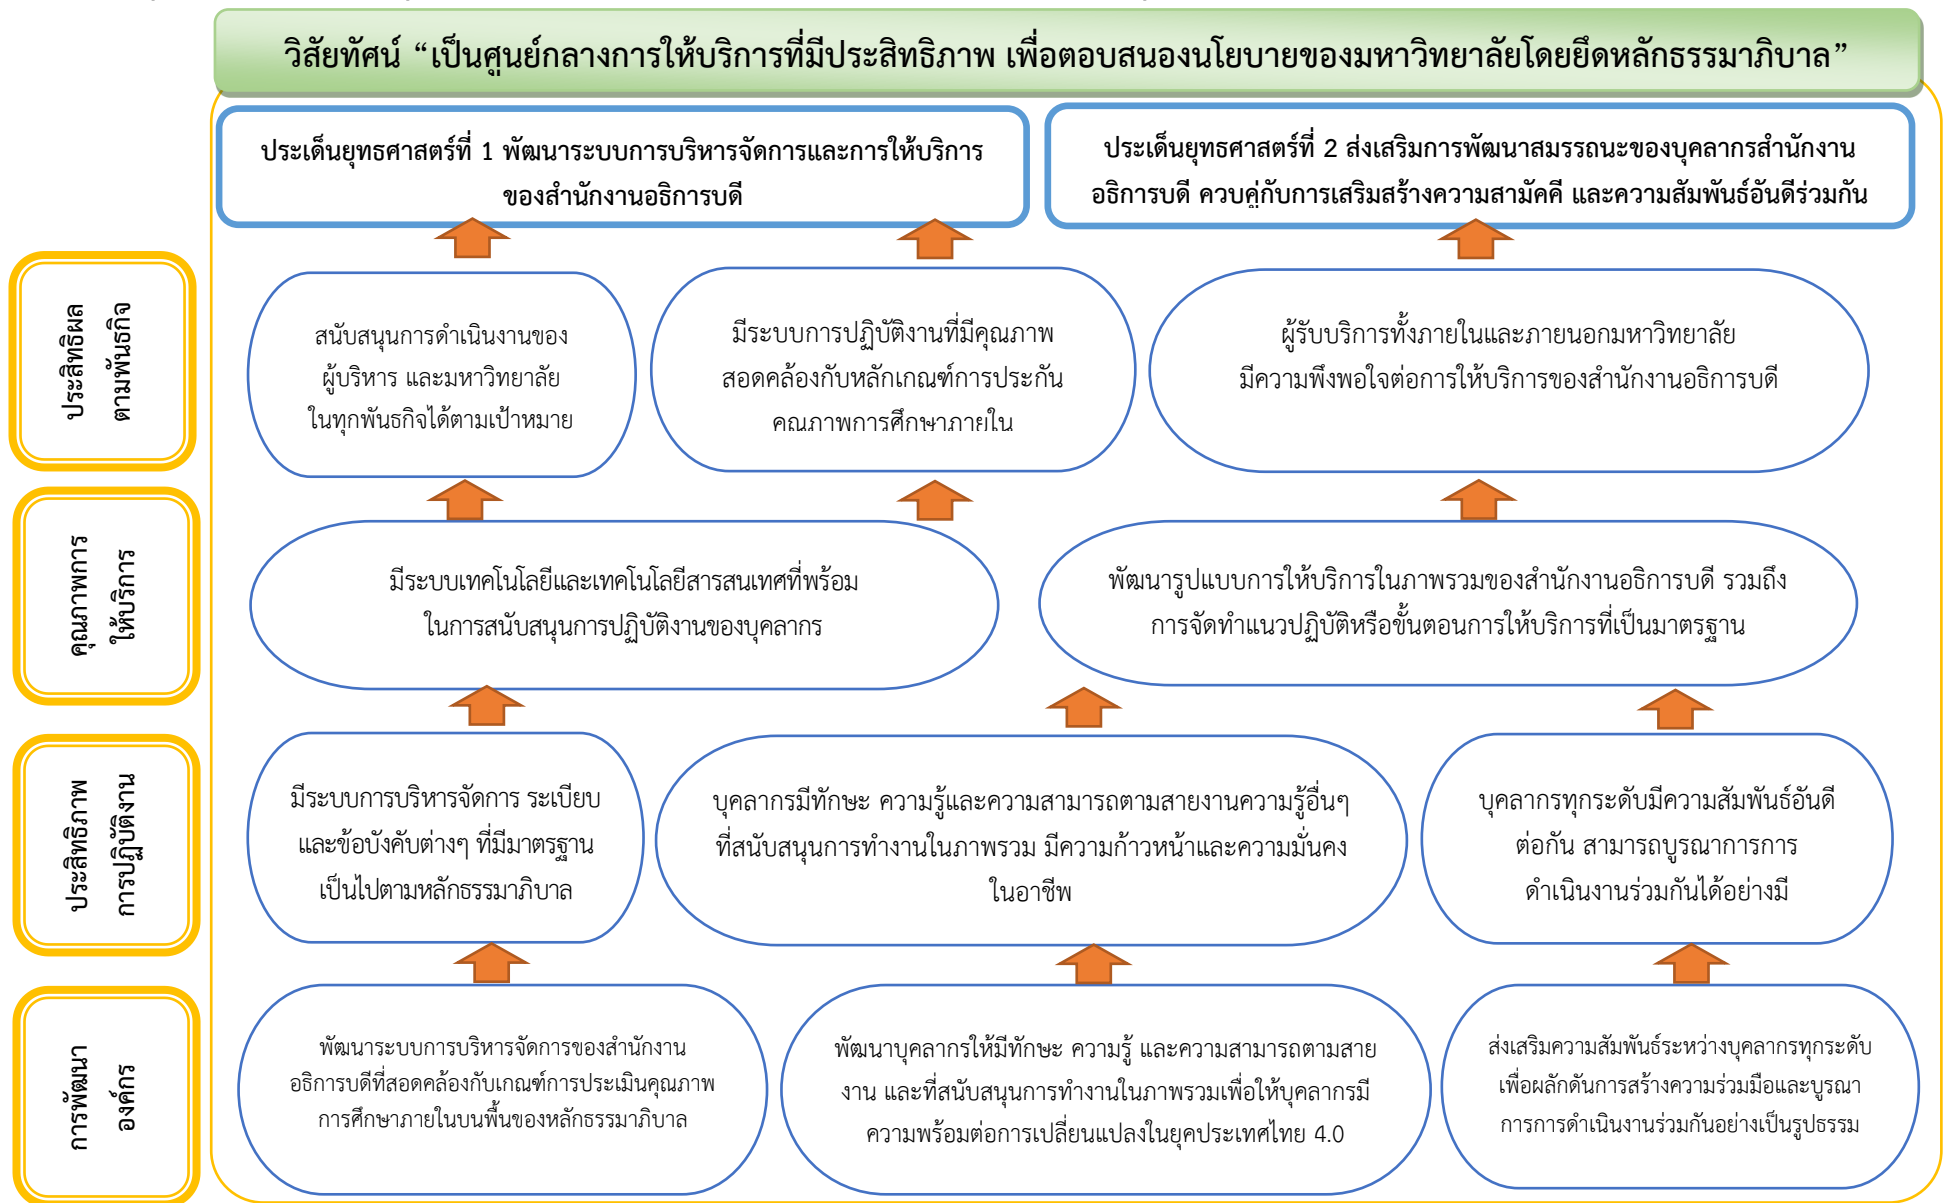 วิสัยทัศน์ “เป็นศูนย์กลางการให้บริการที่มีประสิทธิภาพ เพื่อตอบสนองนโยบายของมหาวิทยาลัยโดยยึดหลักธรรมาภิบาล”
ประเด็นยุทธศาสตร์ที่ 1 พัฒนาระบบการบริหารจัดการและการให้บริการ
ของสำนักงานอธิการบดี
ประเด็นยุทธศาสตร์ที่ 2 ส่งเสริมการพัฒนาสมรรถนะของบุคลากรสำนักงาน
อธิการบดี ควบคู่กับการเสริมสร้างความสามัคคี และความสัมพันธ์อันดีร่วมกัน
ประสิทธิผล
ตามพันธกิจ
สนับสนุนการดำเนินงานของ
ผู้บริหาร และมหาวิทยาลัย
ในทุกพันธกิจได้ตามเป้าหมาย
มีระบบการปฏิบัติงานที่มีคุณภาพ
สอดคล้องกับหลักเกณฑ์การประกัน
คุณภาพการศึกษาภายใน
ผู้รับบริการทั้งภายในและภายนอกมหาวิทยาลัย
มีความพึงพอใจต่อการให้บริการของสำนักงานอธิการบดี
คุณภาพการ
ให้บริการ
มีระบบเทคโนโลยีและเทคโนโลยีสารสนเทศที่พร้อม
ในการสนับสนุนการปฏิบัติงานของบุคลากร
พัฒนารูปแบบการให้บริการในภาพรวมของสำนักงานอธิการบดี รวมถึง
การจัดทำแนวปฏิบัติหรือขั้นตอนการให้บริการที่เป็นมาตรฐาน
ประสิทธิภาพ
การปฏิบัติงาน
มีระบบการบริหารจัดการ ระเบียบ
และข้อบังคับต่างๆ ที่มีมาตรฐาน
เป็นไปตามหลักธรรมาภิบาล
บุคลากรมีทักษะ ความรู้และความสามารถตามสายงานความรู้อื่นๆ
ที่สนับสนุนการทำงานในภาพรวม มีความก้าวหน้าและความมั่นคง
ในอาชีพ
บุคลากรทุกระดับมีความสัมพันธ์อันดี
ต่อกัน สามารถบูรณาการการ
ดำเนินงานร่วมกันได้อย่างมี
การพัฒนา
องค์กร
พัฒนาระบบการบริหารจัดการของสำนักงาน
อธิการบดีที่สอดคล้องกับเกณฑ์การประเมินคุณภาพ
การศึกษาภายในบนพื้นของหลักธรรมาภิบาล
พัฒนาบุคลากรให้มีทักษะ ความรู้ และความสามารถตามสาย
งาน และที่สนับสนุนการทำงานในภาพรวมเพื่อให้บุคลากรมี
ความพร้อมต่อการเปลี่ยนแปลงในยุคประเทศไทย 4.0
ส่งเสริมความสัมพันธ์ระหว่างบุคลากรทุกระดับ
เพื่อผลักดันการสร้างความร่วมมือและบูรณา
การการดำเนินงานร่วมกันอย่างเป็นรูปธรรม